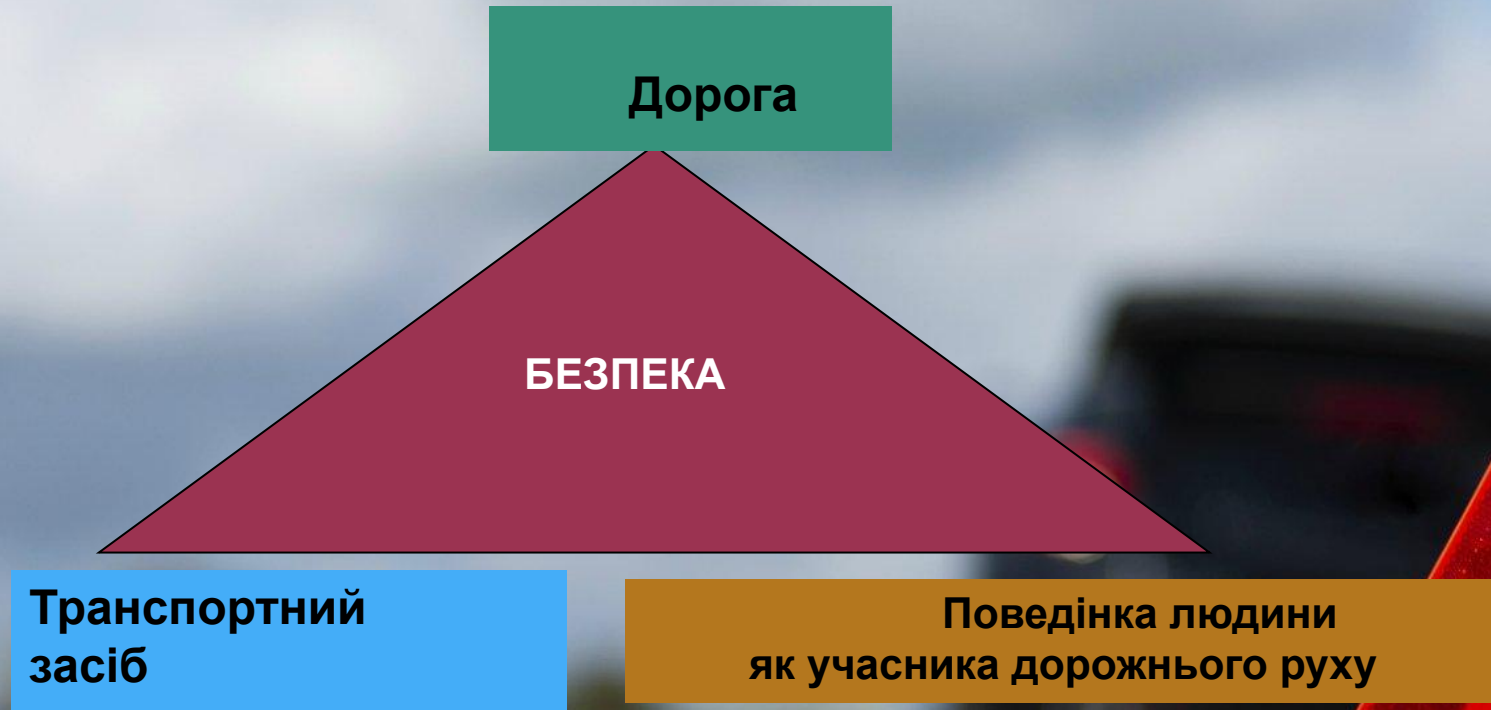 Дорога
БЕЗПЕКА
Транспортний
засіб
Поведінка людини
як учасника дорожнього руху